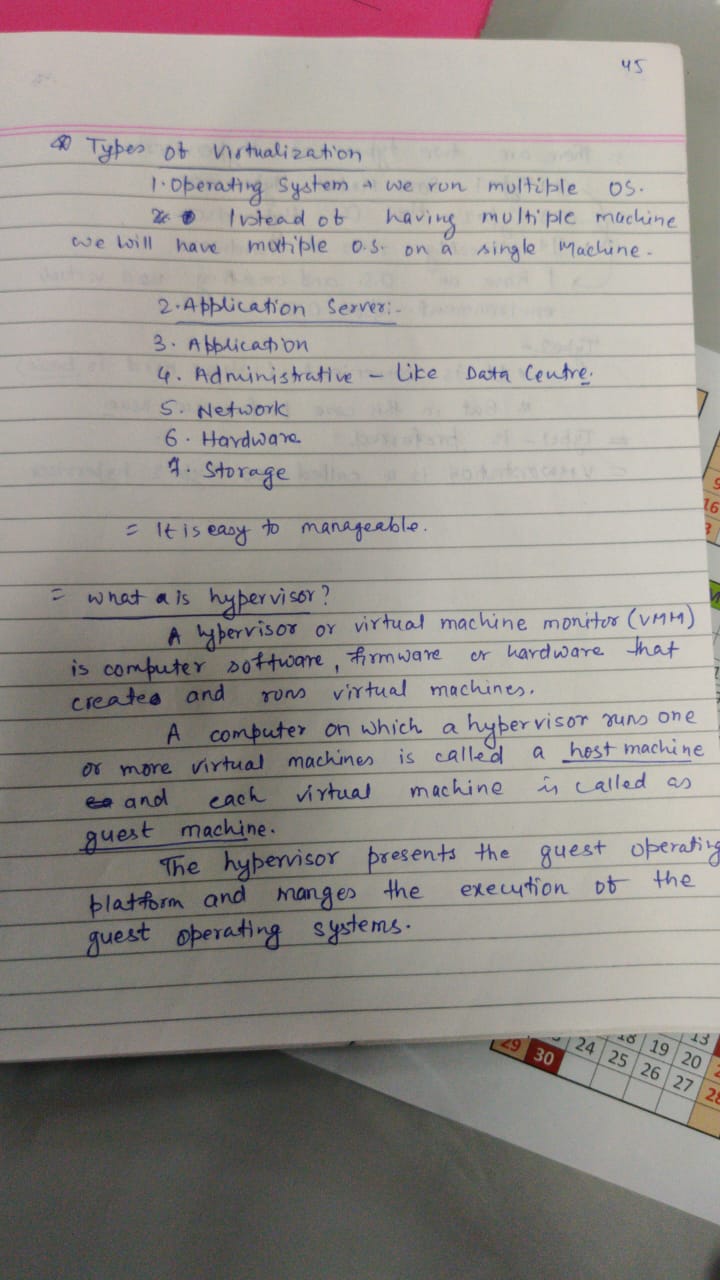 45
Types of Virtualization
1. Operating System → we run multiple OS.
Istead of having multiple machine
we will have mutiple O.S. on a single Machine.
2. Application Server:-
3. Application
4. Administrative - Like Data Centre.
5. Network
6. Hardware
7. Storage
= It is easy to manageable.
= what a is hypervisor?
A hypervisor or virtual machine monitor (VMM)
is computer software, firmware or hardware that
creates and runs virtual machines.
A computer on which a hypervisor runs one
or more virtual machines is called a host machine
and each virtual machine is called as
guest machine.
The hypervisor presents the guest operating
platform and manges the execution of the
guest operating systems.
16
29 30 24 25 26 27 28
18 19 20
13